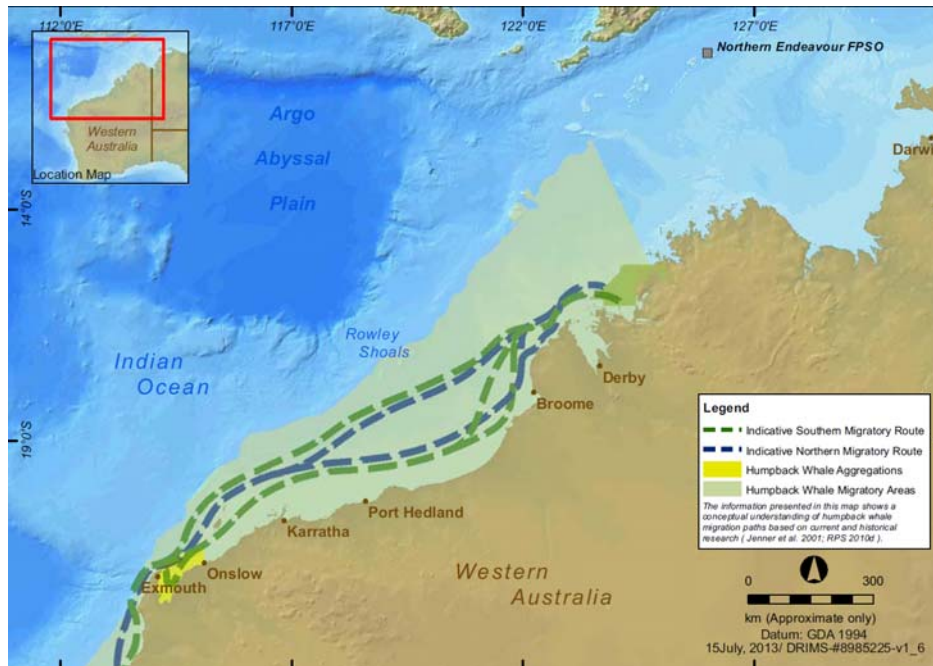 112°0'E
117°0'E
122°0'E
127°0'E
Northern Endeavour FPSO
Western
Australia
Location Map
Argo
Abyssal
Plain
Darwi
14°0'S
Rowley
Shoals
Indian
Ocean
Derby
Broome
19°0'S
Port Hedland
Karratha
Onslow
Exmouth
Western
Australia
Legend
Indicative Southern Migratory Route
Indicative Northern Migratory Route
Humpback Whale Aggregations
Humpback Whale Migratory Areas
The information presented in this map shows a
conceptual understanding of humpback whale
migration paths based on current and historical
research ( Jenner et al. 2001; RPS 2010d ).
0 300
km (Approximate only)
Datum: GDA 1994
15July, 2013/ DRIMS-#8985225-v1_6